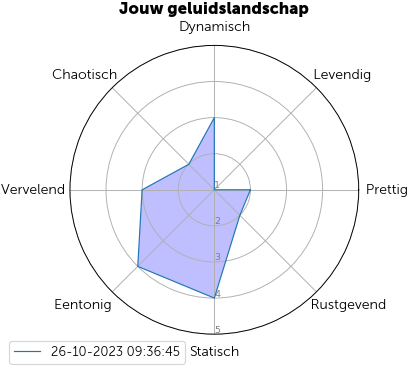 Jouw geluidslandschap
Dynamisch
Chaotisch
Levendig
Vervelend
1
Prettig
2
3
4
Eentonig
Rustgevend
5
26-10-2023 09:36:45
Statisch